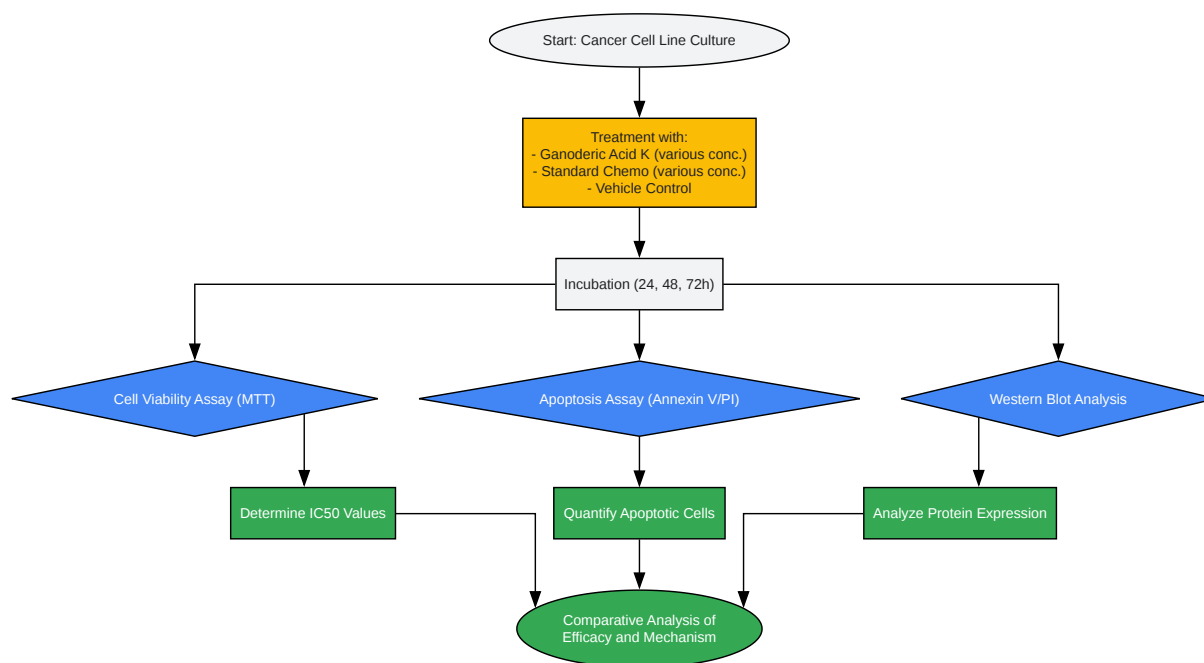 Start: Cancer Cell Line Culture
Treatment with:
- Ganoderic Acid K (various conc.)
- Standard Chemo (various conc.)
- Vehicle Control
Incubation (24, 48, 72h)
Cell Viability Assay (MTT)
Apoptosis Assay (Annexin V/PI)
Western Blot Analysis
Determine IC50 Values
Quantify Apoptotic Cells
Analyze Protein Expression
Comparative Analysis of
Efficacy and Mechanism